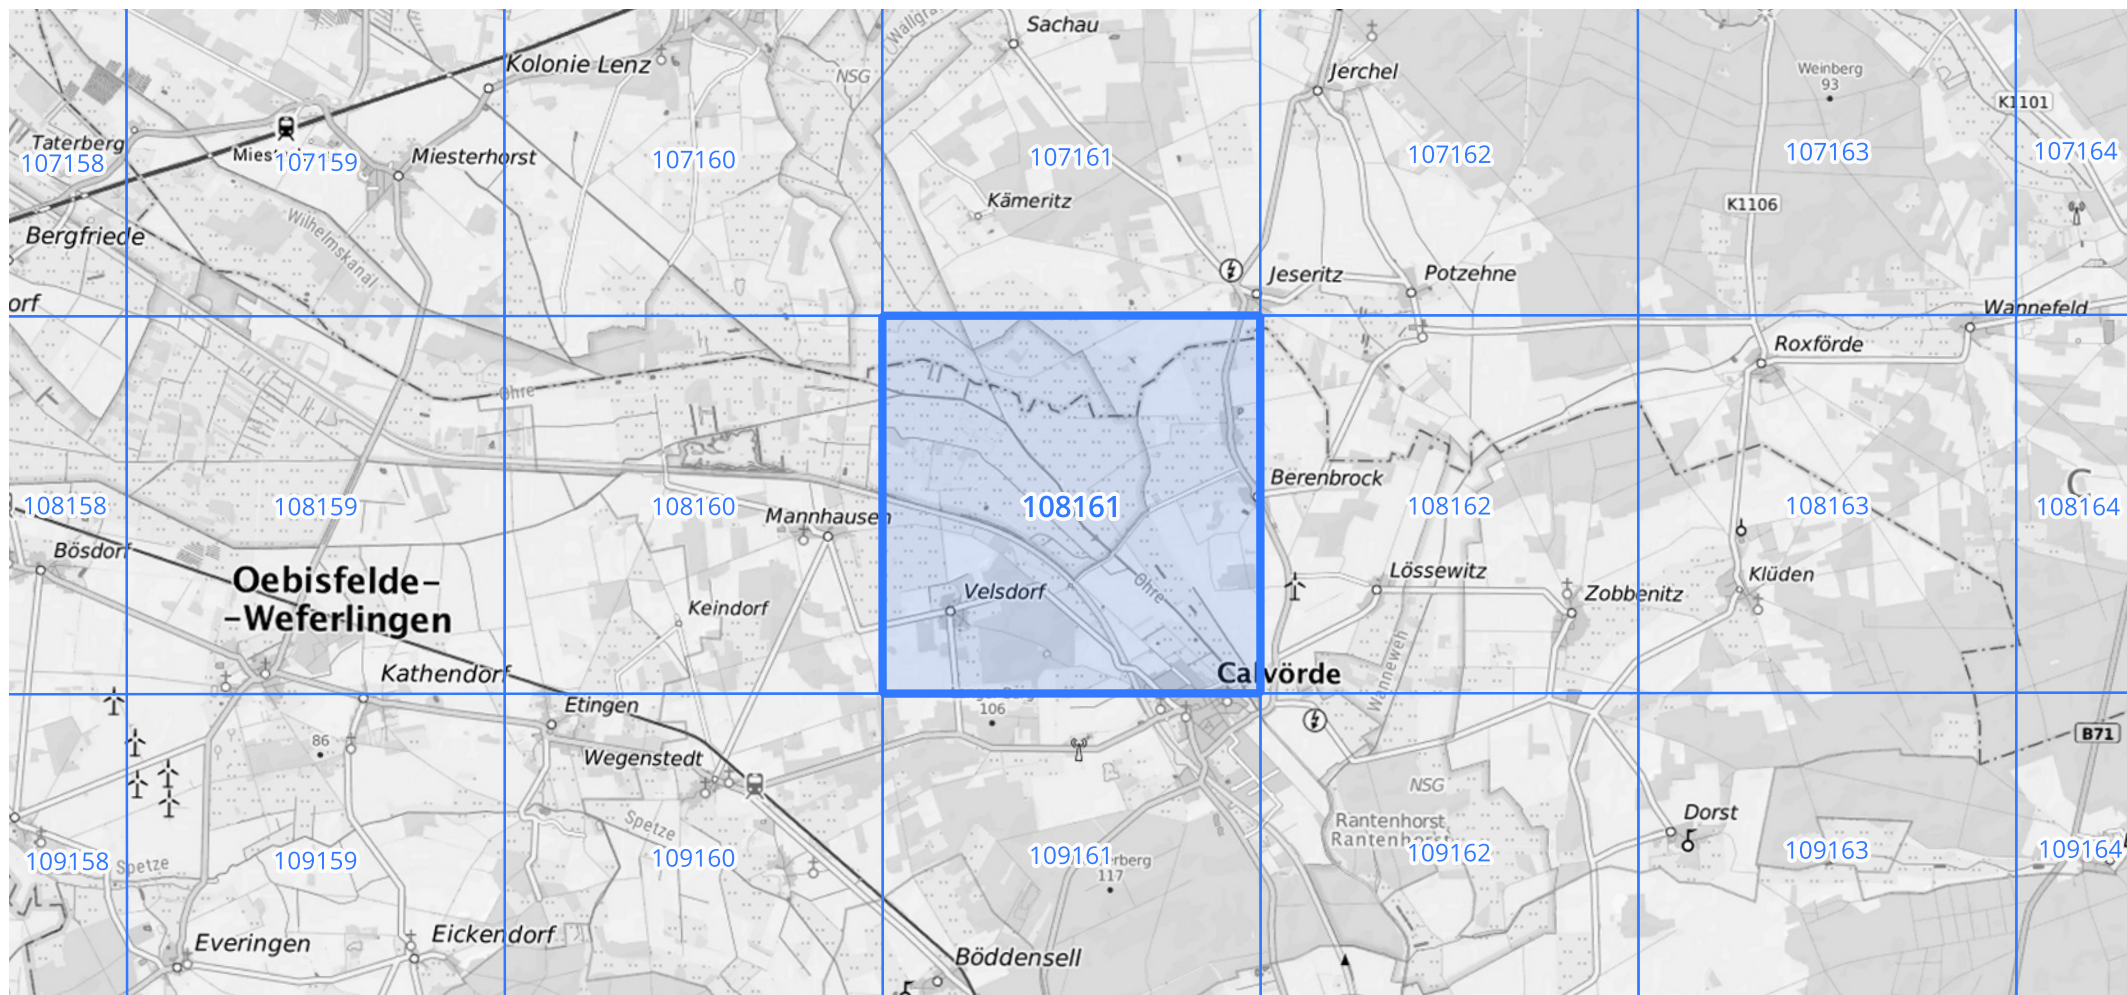 Sachau
Kolonie Lenz
NSG
Jerchel
Weinberg
93
K1101
Taterberg
Miesterhorst
107158
107159
107160
107161
107162
107163
107164
Kämeritz
K1106
Wilhelmskanal
Bergfriede
Jeseritz
Potzehne
orf
Wannefeld
Roxförde
Ohre
Berenbrock
C
108158
108159
108160
108161
108162
108163
108164
Mannhausen
Bösdorf
Oebisfelde-
-Weferlingen
Keindorf
Velsdorf
Ohre
Lössewitz
Zobbenitz
Klüden
Kathendorf
Calvörde
Wanneweh
Etingen
106
B71
86
Wegenstedt
NSG
Rantenhorst
Rantenhorst
Dorst
Spetze
Spetze
109158
109159
109160
109161
109162
109163
109164
117
Everingen
Eickendorf
Böddensell